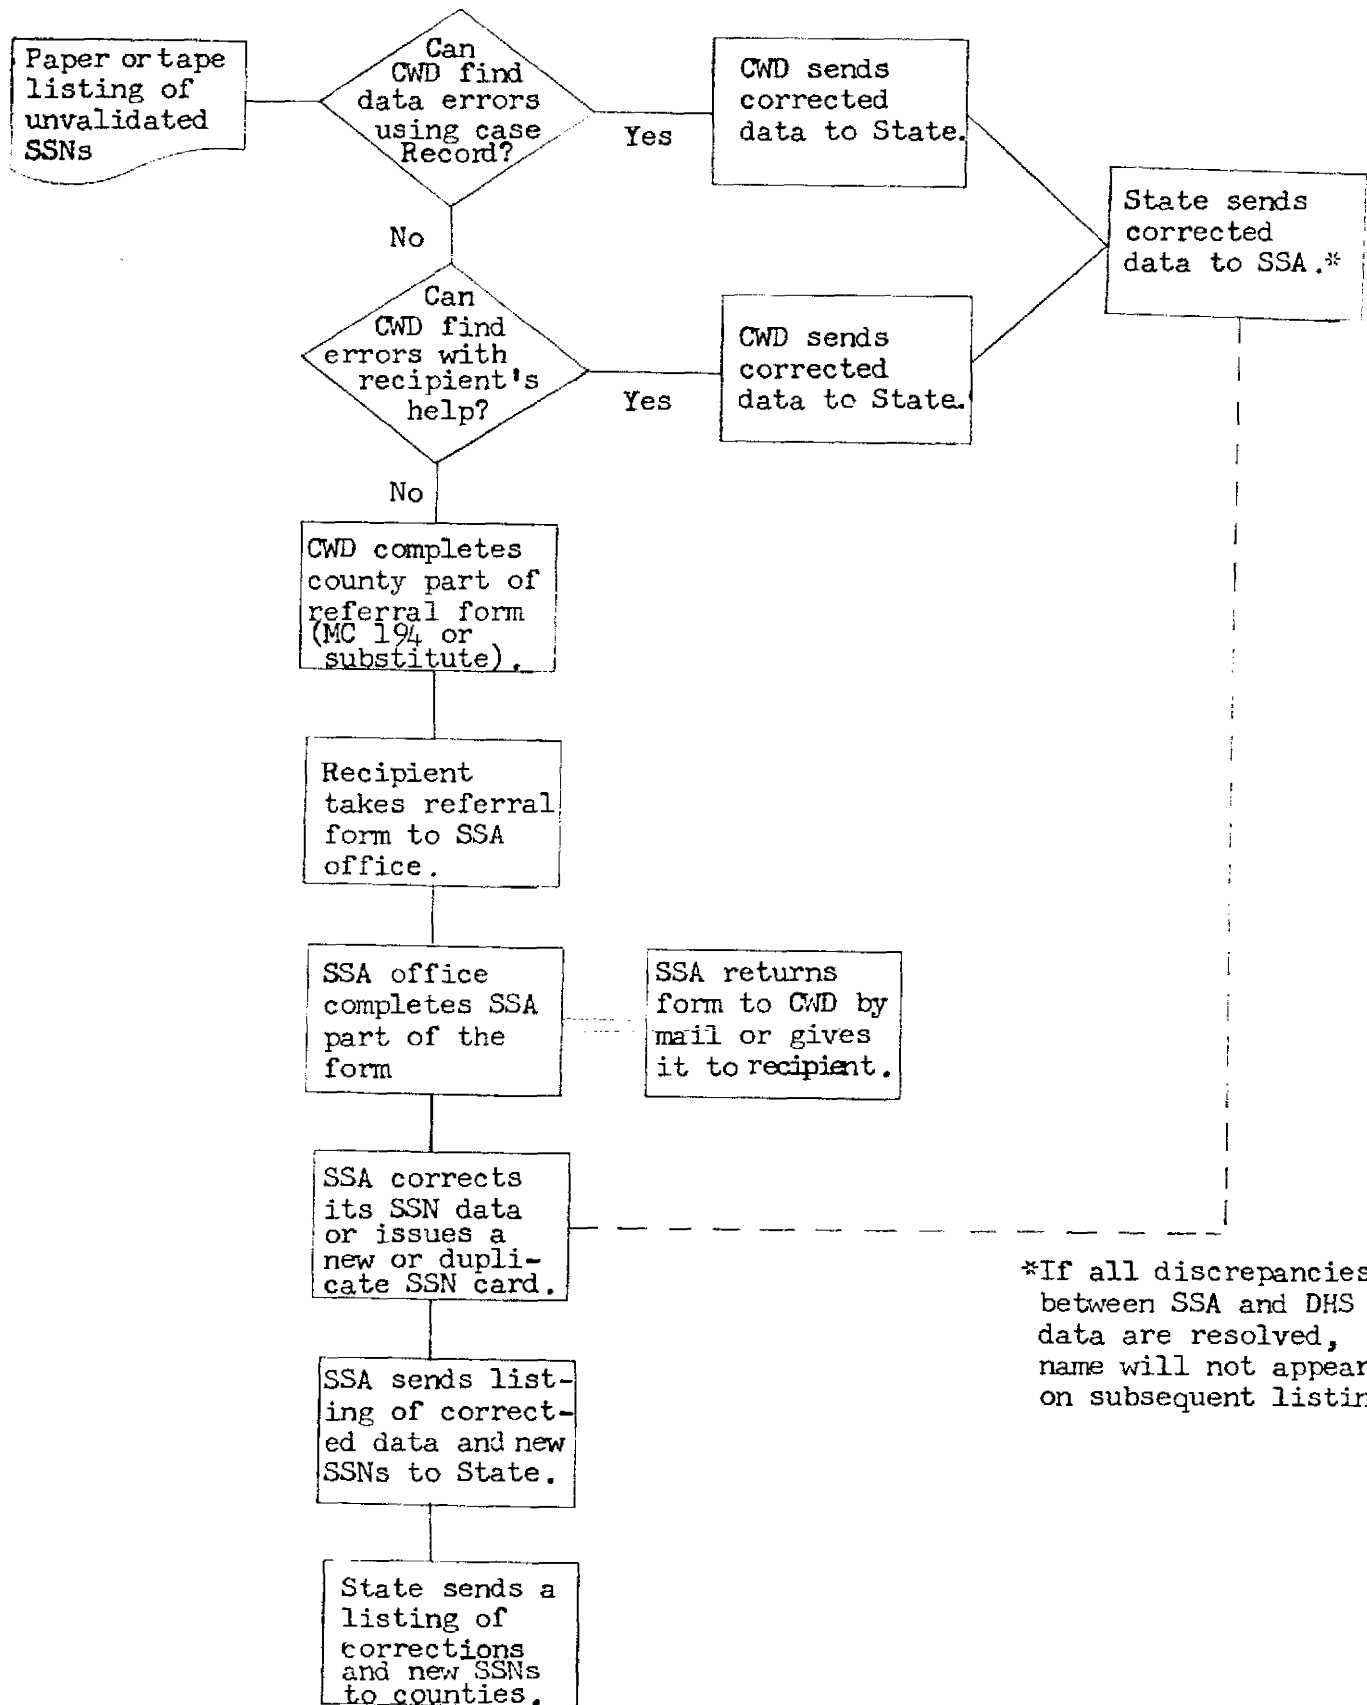 Paper or tape
listing of
unvalidated
SSNs
Can
CWD find
data errors
using case
Record?
Yes
CWD sends
corrected
data to State.
State sends
corrected
data to SSA.*
No
Can
CWD find
errors with
recipient's
help?
Yes
CWD sends
corrected
data to State.
No
CWD completes
county part of
referral form
(MC 194 or
substitute).
Recipient
takes referral
form to SSA
office.
SSA office
completes SSA
part of the
form
SSA returns
form to CWD by
mail or gives
it to recipient.
SSA corrects
its SSN data
or issues a
new or dupli-
cate SSN card.
*If all discrepancies
between SSA and DHS
data are resolved,
name will not appear
on subsequent listin
SSA sends list-
ing of correct-
ed data and new
SSNs to State.
State sends a
listing of
corrections
and new SSNs
to counties.